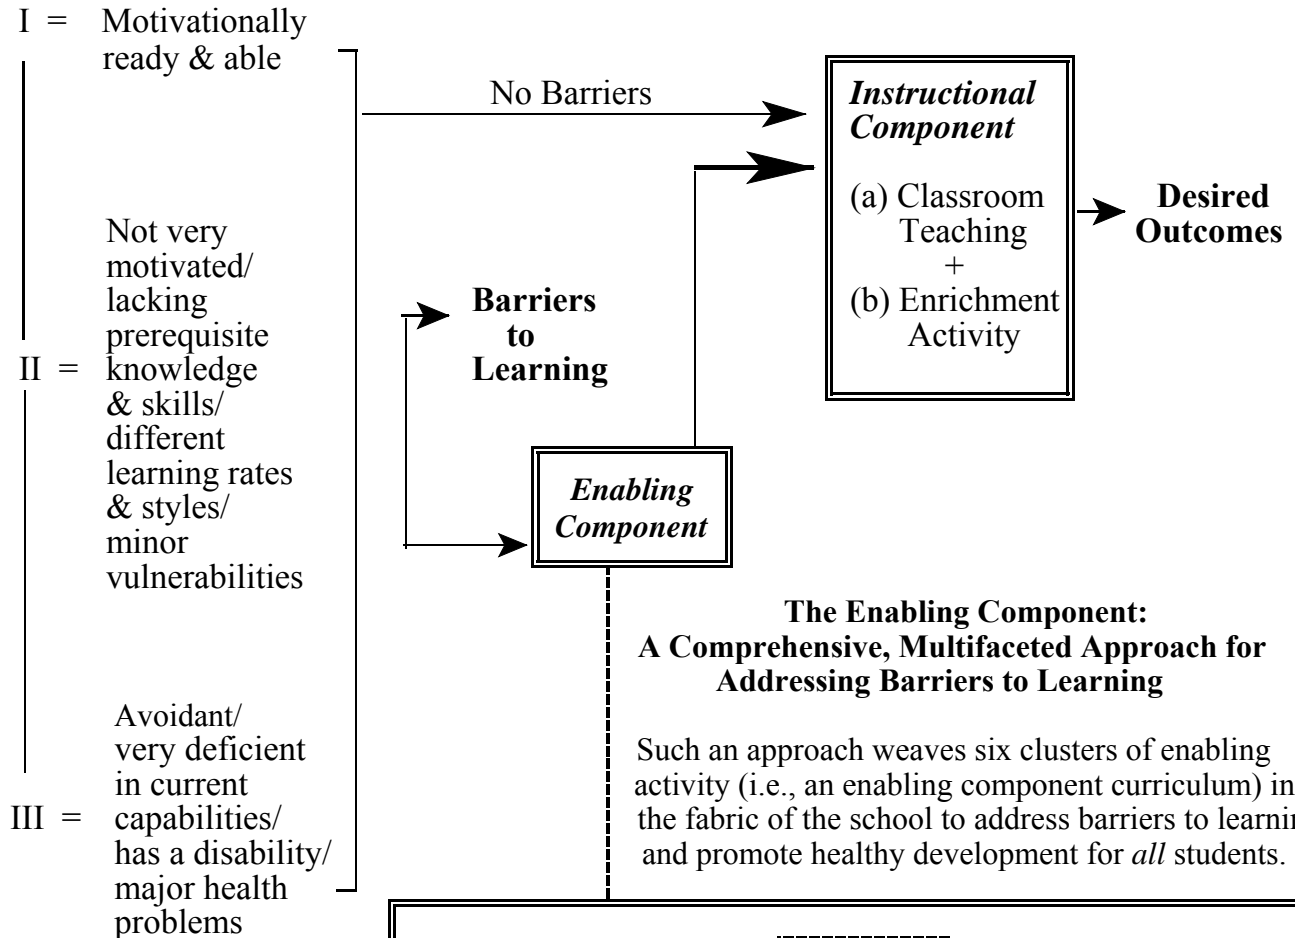 I = Motivationally
ready & able
No Barriers
Instructional
Component
(a) Classroom
Teaching
+
(b) Enrichment
Activity
Desired
Outcomes
Not very
motivated/
lacking
prerequisite
II = knowledge
& skills/
different
learning rates
& styles/
minor
vulnerabilities
Barriers
to
Learning
Enabling
Component
The Enabling Component:
A Comprehensive, Multifaceted Approach for
Addressing Barriers to Learning
Such an approach weaves six clusters of enabling
activity (i.e., an enabling component curriculum) in
the fabric of the school to address barriers to
and promote healthy development for all students.
Avoidant/
very deficient
in current
III = capabilities/
has a disability/
major health
problems